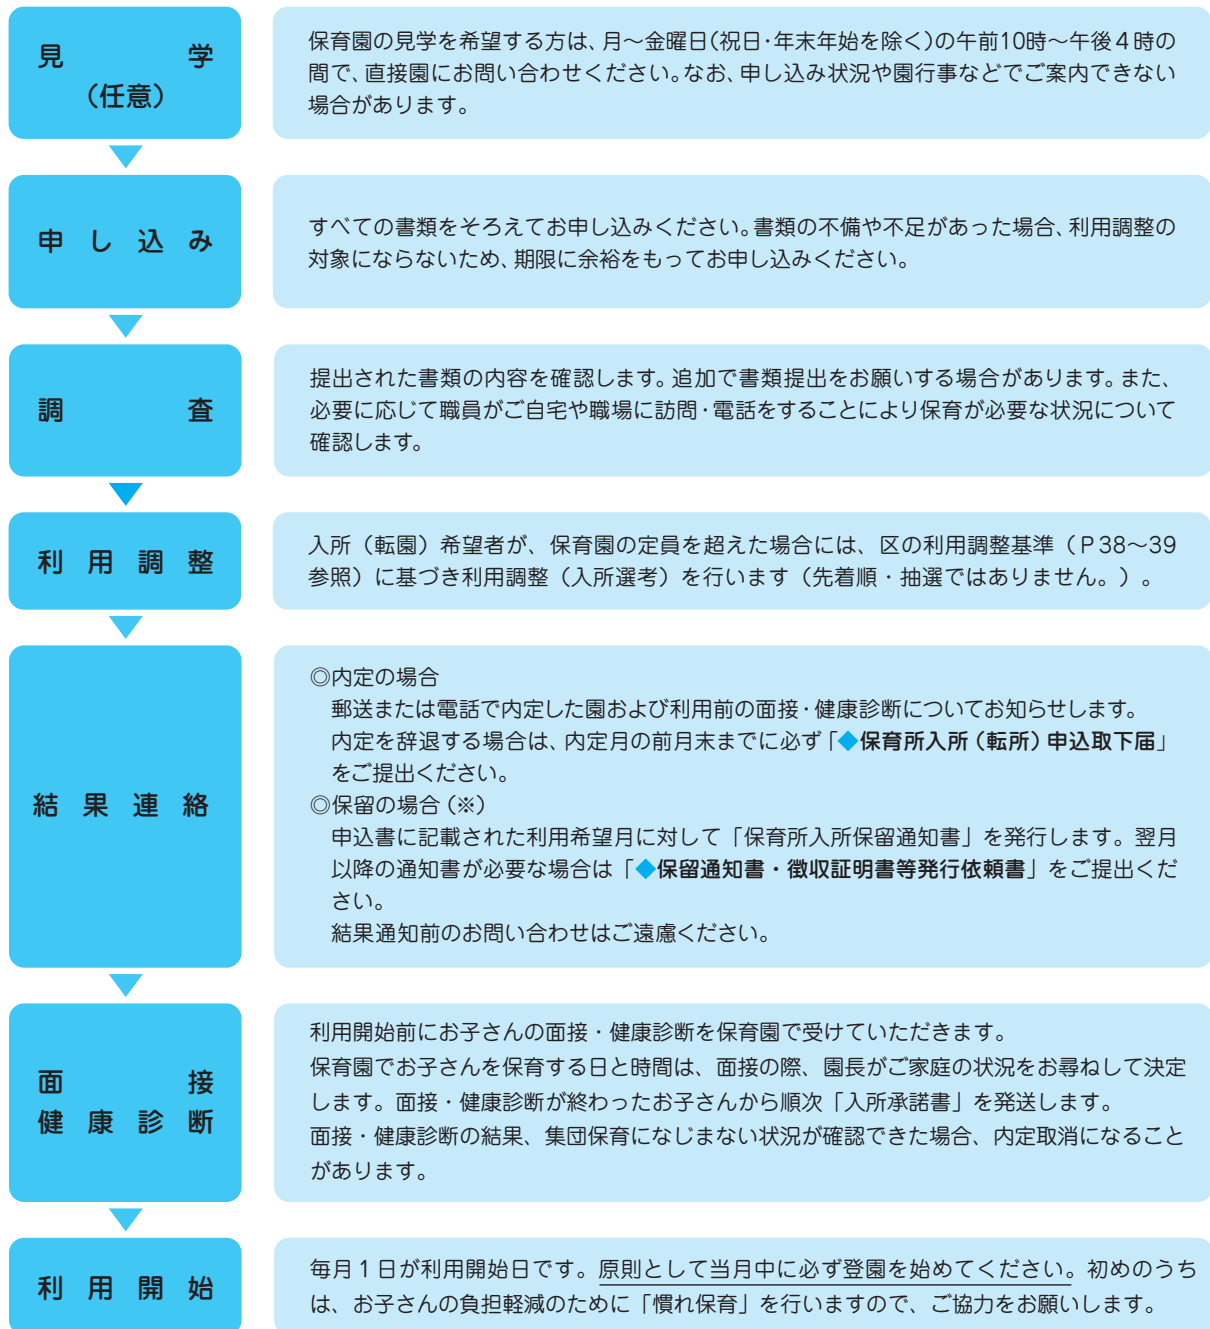 見学
(任意)
保育園の見学を希望する方は、月〜金曜日(祝日・年末年始を除く)の午前10時〜午後4時の
間で、直接園にお問い合わせください。なお、申し込み状況や園行事などでご案内できない
場合があります。
申し込み
すべての書類をそろえてお申し込みください。書類の不備や不足があった場合、利用調整の
対象にならないため、期限に余裕をもってお申し込みください。
調査
提出された書類の内容を確認します。追加で書類提出をお願いする場合があります。また、
必要に応じて職員がご自宅や職場に訪問・電話をすることにより保育が必要な状況について
確認します。
利用調整
入所（転園）希望者が、保育園の定員を超えた場合には、区の利用調整基準（P38〜39
参照）に基づき利用調整（入所選考）を行います（先着順・抽選ではありません。）。
結果連絡
◎内定の場合
郵送または電話で内定した園および利用前の面接・健康診断についてお知らせします。
内定を辞退する場合は、内定月の前月末までに必ず「◆保育所入所（転所）申込取下届」
をご提出ください。
◎保留の場合（※）
申込書に記載された利用希望月に対して「保育所入所保留通知書」を発行します。翌月
以降の通知書が必要な場合は「◆保留通知書・徴収証明書等発行依頼書」をご提出くだ
さい。
結果通知前のお問い合わせはご遠慮ください。
面接
健康診断
利用開始前にお子さんの面接・健康診断を保育園で受けていただきます。
保育園でお子さんを保育する日と時間は、面接の際、園長がご家庭の状況をお尋ねして決定
します。面接・健康診断が終わったお子さんから順次「入所承諾書」を発送します。
面接・健康診断の結果、集団保育になじまない状況が確認できた場合、内定取消になること
があります。
利用開始
毎月1日が利用開始日です。原則として当月中に必ず登園を始めてください。初めのうち
は、お子さんの負担軽減のために「慣れ保育」を行いますので、ご協力をお願いします。